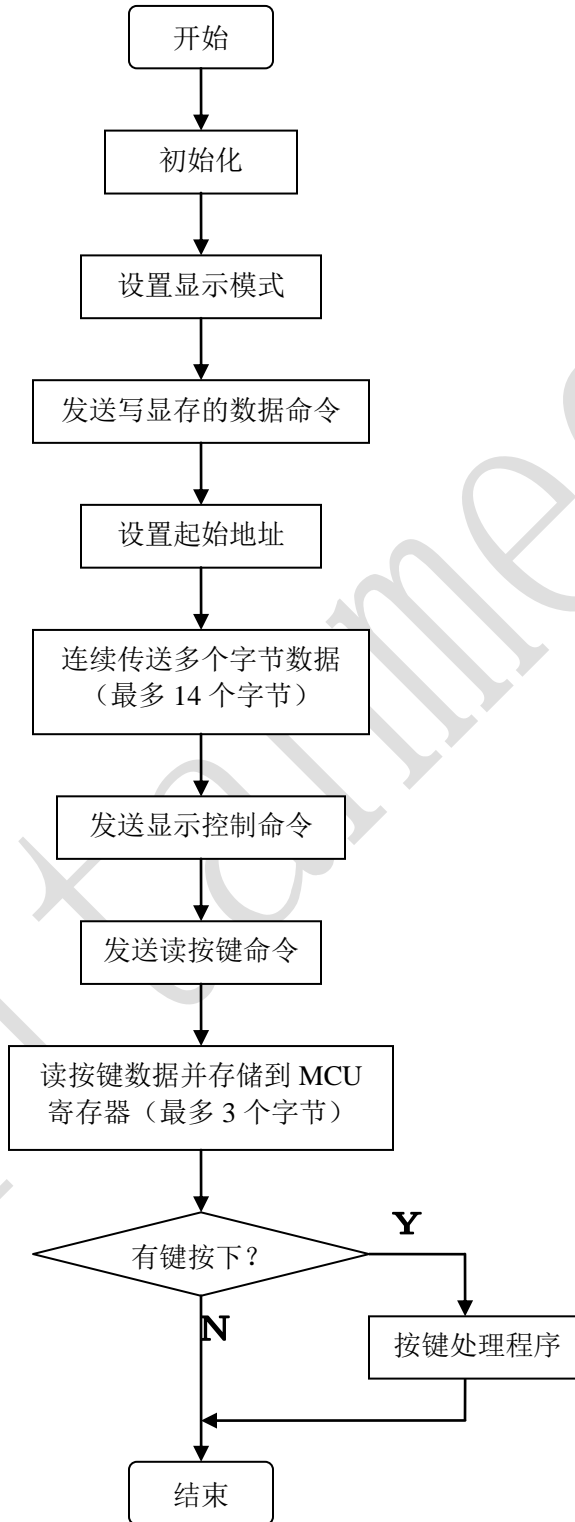 开始
初始化
设置显示模式
发送写显存的数据命令
设置起始地址
连续传送多个字节数据
（最多 14 个字节）
发送显示控制命令
发送读按键命令
读按键数据并存储到 MCU
寄存器（最多 3 个字节）
有键按下？
Y
N
按键处理程序
结束